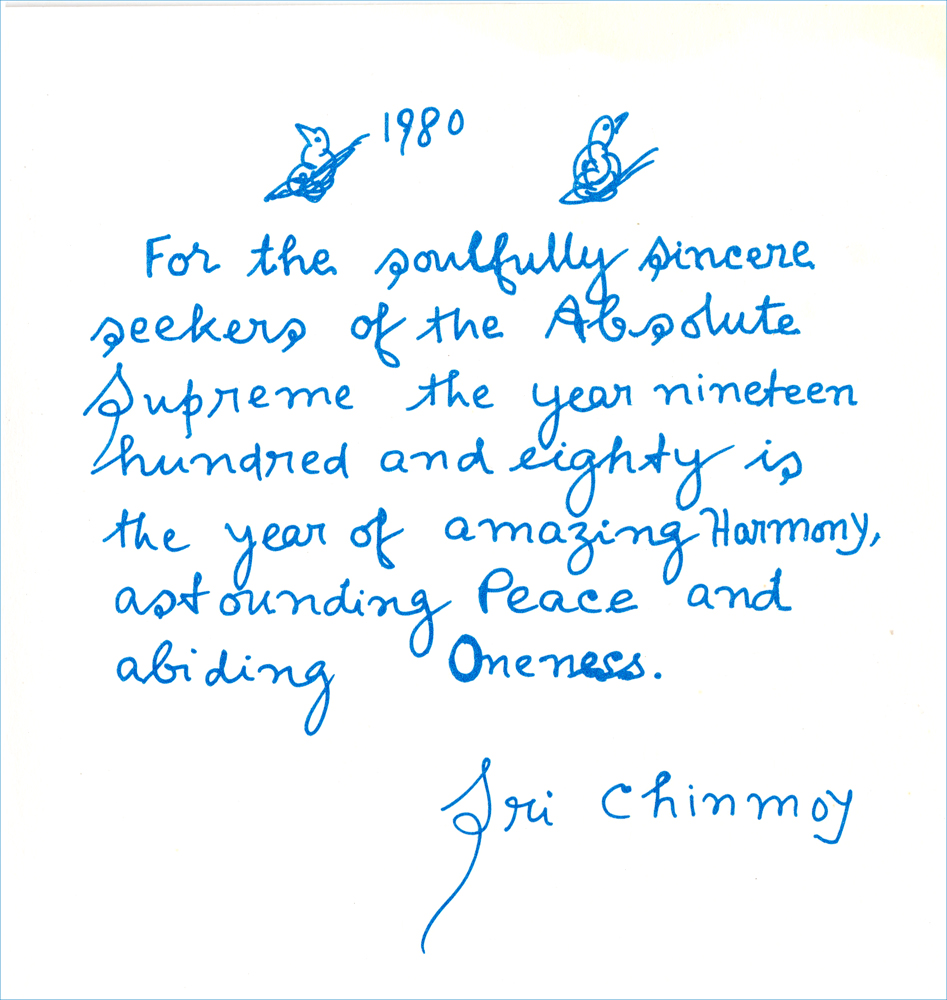 1980
For the soulfully sincere
seekers of the Absolute
Supreme the year nineteen
hundred and eighty is
the year of amazing Harmony,
astounding Peace and
abiding Oneness.
Sri Chinmoy